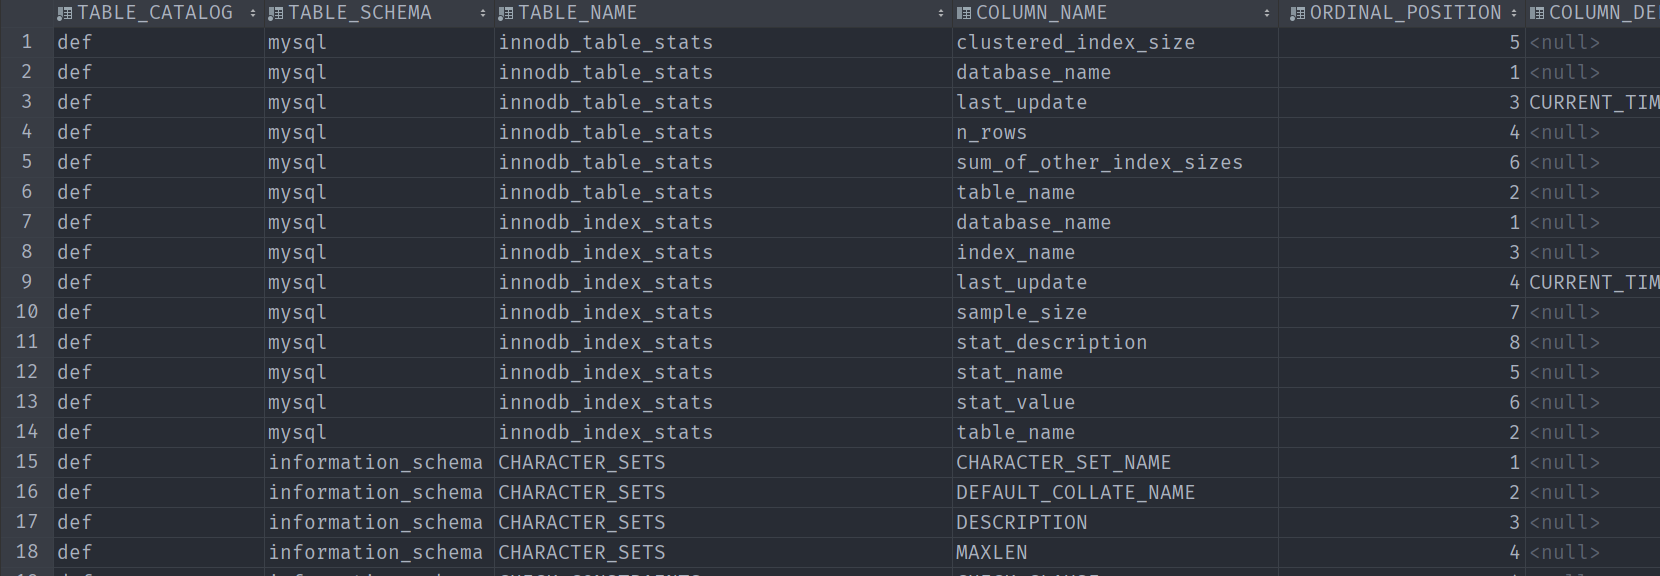 TABLE_CATALOG TABLE_SCHEMA TABLE_NAME COLUMN_NAME ORDINAL_POSITION COLUMN_DE
1 def mysql innodb_table_stats clustered_index_size 5 <null>
2 def mysql innodb_table_stats database_name 1 <null>
3 def mysql innodb_table_stats last_update 3 CURRENT_TIM
4 def mysql innodb_table_stats n_rows 4 <null>
5 def mysql innodb_table_stats sum_of_other_index_sizes 6 <null>
6 def mysql innodb_table_stats table_name 2 <null>
7 def mysql innodb_index_stats database_name 1 <null>
8 def mysql innodb_index_stats index_name 3 <null>
9 def mysql innodb_index_stats last_update 4 CURRENT_TIM
10 def mysql innodb_index_stats sample_size 7 <null>
11 def mysql innodb_index_stats stat_description 8 <null>
12 def mysql innodb_index_stats stat_name 5 <null>
13 def mysql innodb_index_stats stat_value 6 <null>
14 def mysql innodb_index_stats table_name 2 <null>
15 def information_schema CHARACTER_SETS CHARACTER_SET_NAME 1 <null>
16 def information_schema CHARACTER_SETS DEFAULT_COLLATE_NAME 2 <null>
17 def information_schema CHARACTER_SETS DESCRIPTION 3 <null>
18 def information_schema CHARACTER_SETS MAXLEN 4 <null>